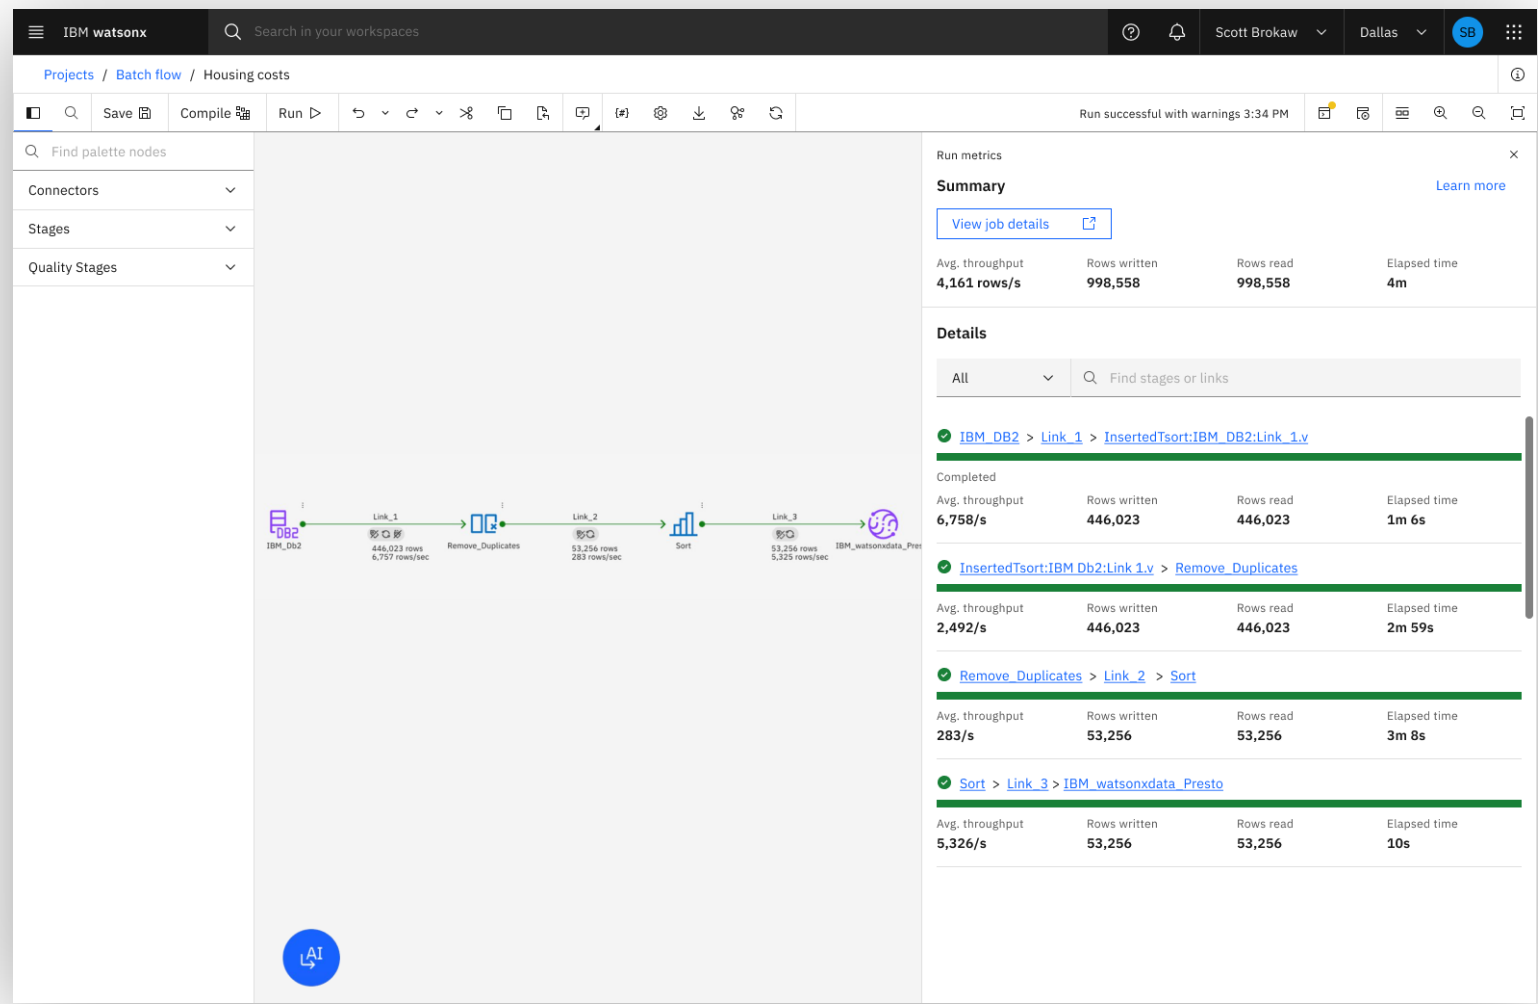 IBM watsonx
Search in your workspaces
Scott Brokaw
Dallas
SB
Projects / Batch flow / Housing costs
Save
Compile
Run
{#}
Run successful with warnings 3:34 PM
Find palette nodes
Connectors
Stages
Quality Stages
DB2
IBM_Db2
Link_1
446,023 rows
6,757 rows/sec
Remove_Duplicates
Link_2
53,256 rows
283 rows/sec
Sort
Link_3
53,256 rows
5,325 rows/sec
IBM_watsonxdata_Pres
AI
Run metrics
Summary
Learn more
View job details
Avg. throughput Rows written Rows read Elapsed time
4,161 rows/s 998,558 998,558 4m
Details
All
Find stages or links
IBM_DB2 > Link_1 > InsertedTsort:IBM_DB2:Link_1.v
Completed
Avg. throughput Rows written Rows read Elapsed time
6,758/s 446,023 446,023 1m 6s
InsertedTsort:IBM Db2:Link 1.v > Remove_Duplicates
Avg. throughput Rows written Rows read Elapsed time
2,492/s 446,023 446,023 2m 59s
Remove_Duplicates > Link_2 > Sort
Avg. throughput Rows written Rows read Elapsed time
283/s 53,256 53,256 3m 8s
Sort > Link_3 > IBM_watsonxdata_Presto
Avg. throughput Rows written Rows read Elapsed time
5,326/s 53,256 53,256 10s